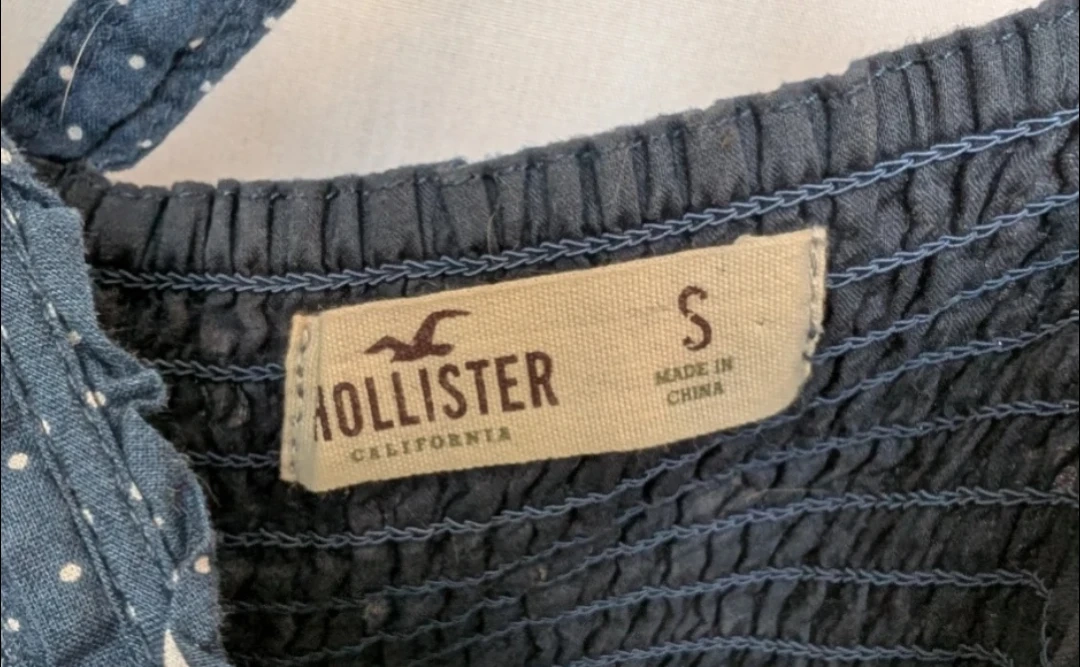 HOLLISTER
CALIFORNIA
S
MADE IN
CHINA